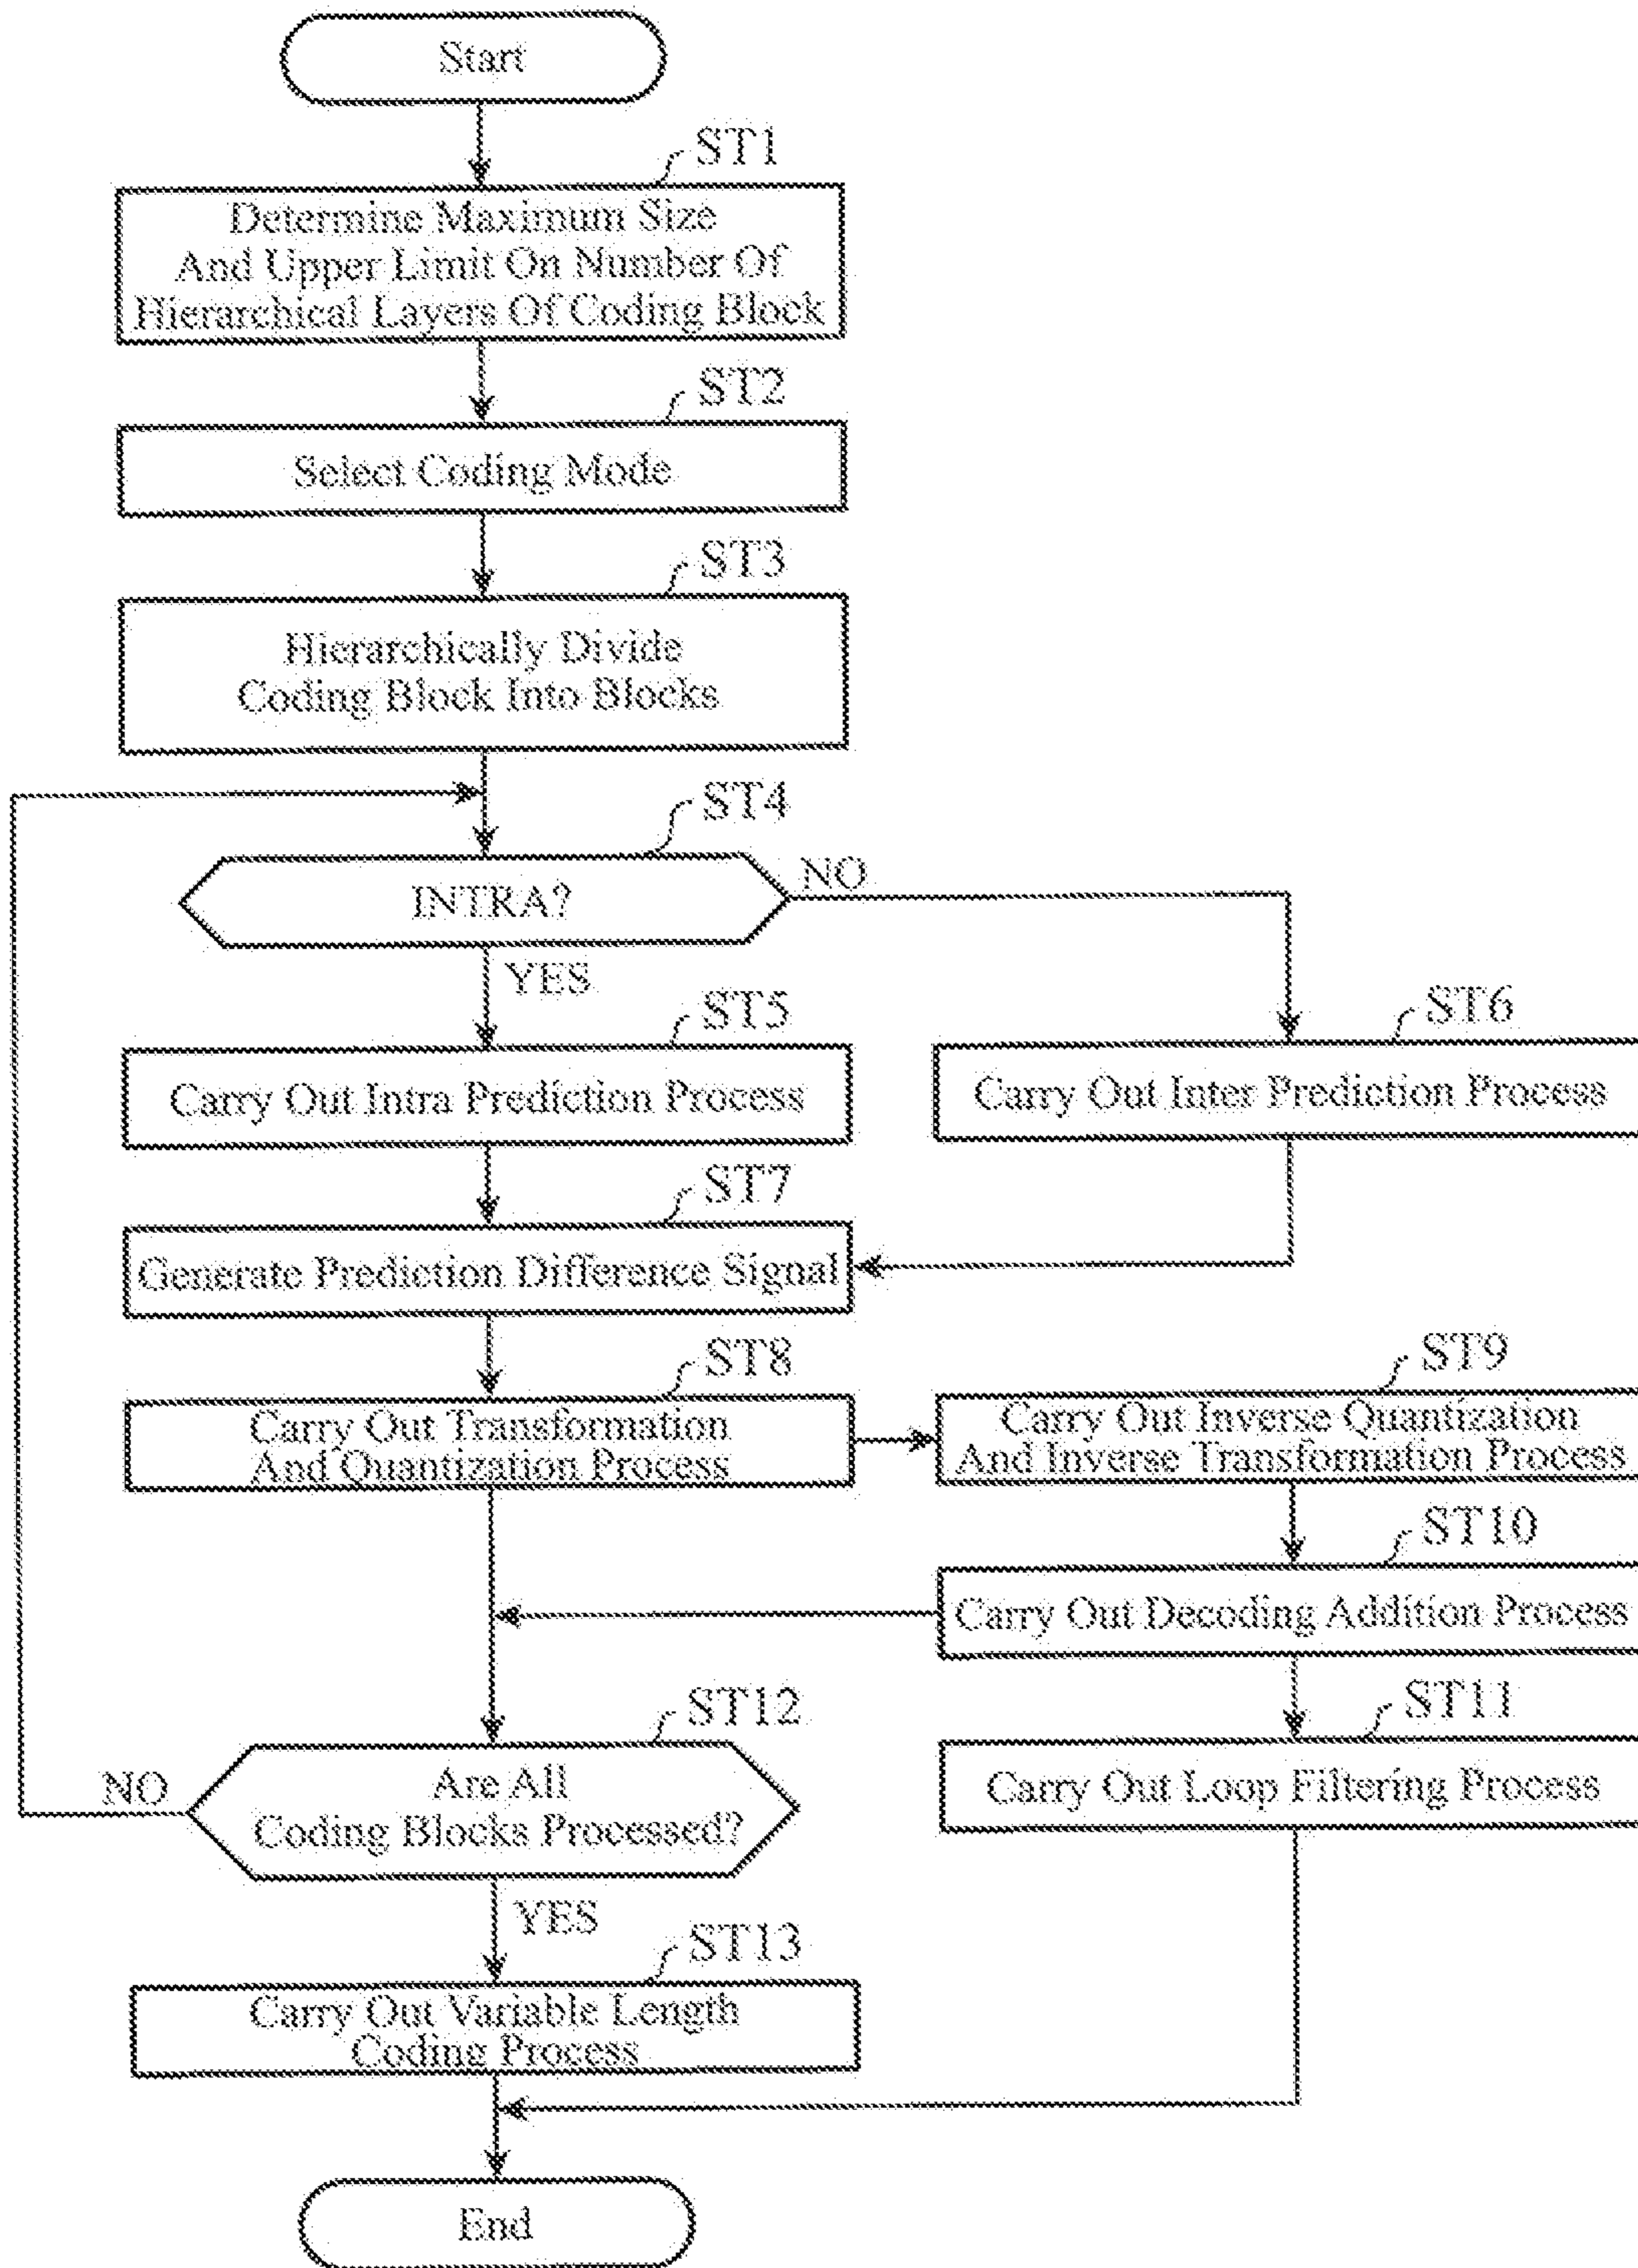 Start
ST1
Determine Maximum Size
And Upper Limit On Number Of
Hierarchical Layers Of Coding Block
ST2
Select Coding Mode
ST3
Hierarchically Divide
Coding Block Into Blocks
ST4
INTRA?
NO
YES
ST5
Carry Out Intra Prediction Process
ST6
Carry Out Inter Prediction Process
ST7
Generate Prediction Difference Signal
ST8
Carry Out Transformation
And Quantization Process
ST9
Carry Out Inverse Quantization
And Inverse Transformation Process
ST10
Carry Out Decoding Addition Process
ST11
Carry Out Loop Filtering Process
ST12
Are All
Coding Blocks Processed?
NO
YES
ST13
Carry Out Variable Length
Coding Process
End